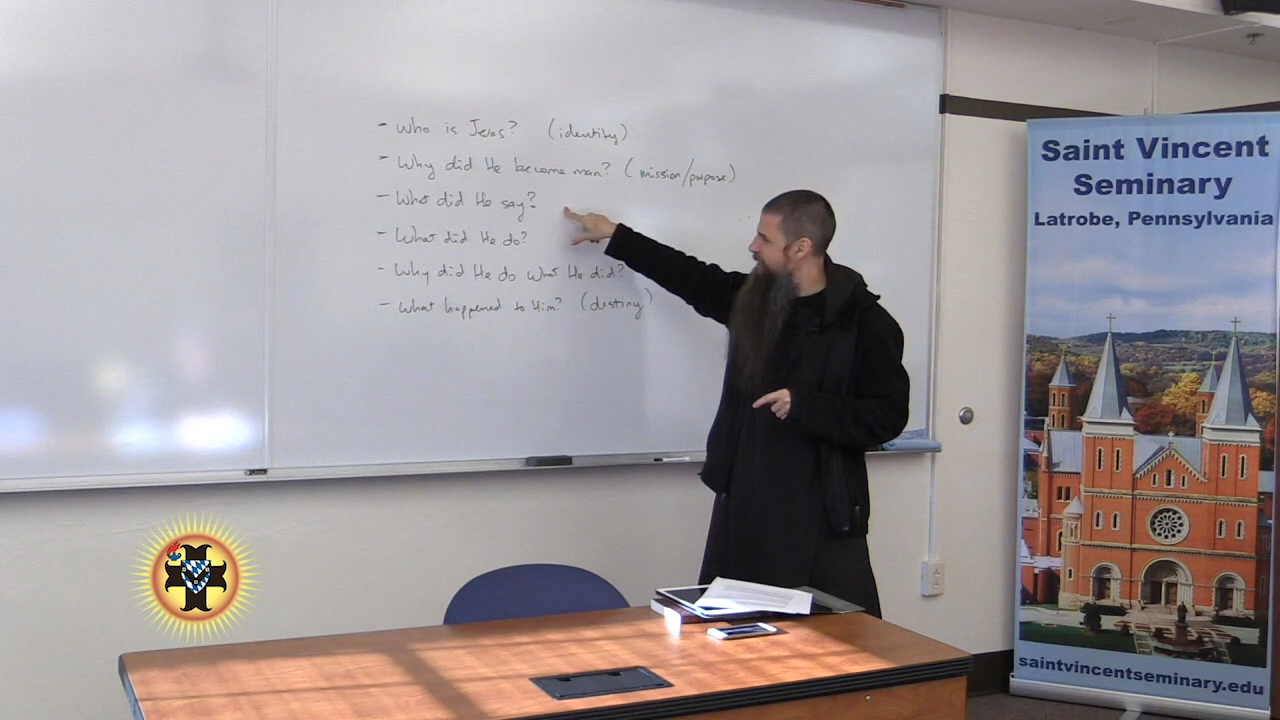 - Who is Jesus? (identity)
- Why did He become man? (mission/purpose)
- What did He say?
- What did He do?
- Why did He do what He did?
- What happened to Him? (destiny)
Saint Vincent
Seminary
Latrobe, Pennsylvania
saintvincentseminary.edu